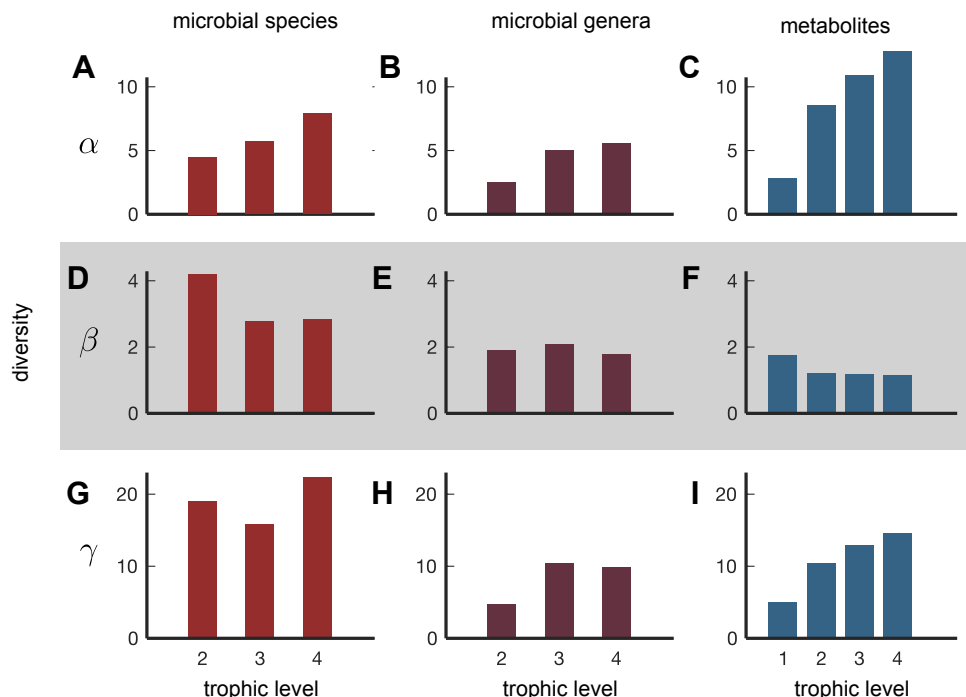 microbial species
microbial genera
metabolites
A
B
C
α
10
5
0
10
5
0
10
5
0
D
E
F
β
4
2
0
4
2
0
4
2
0
diversity
G
H
I
γ
20
10
0
20
10
0
20
10
0
2 3 4
2 3 4
1 2 3 4
trophic level
trophic level
trophic level